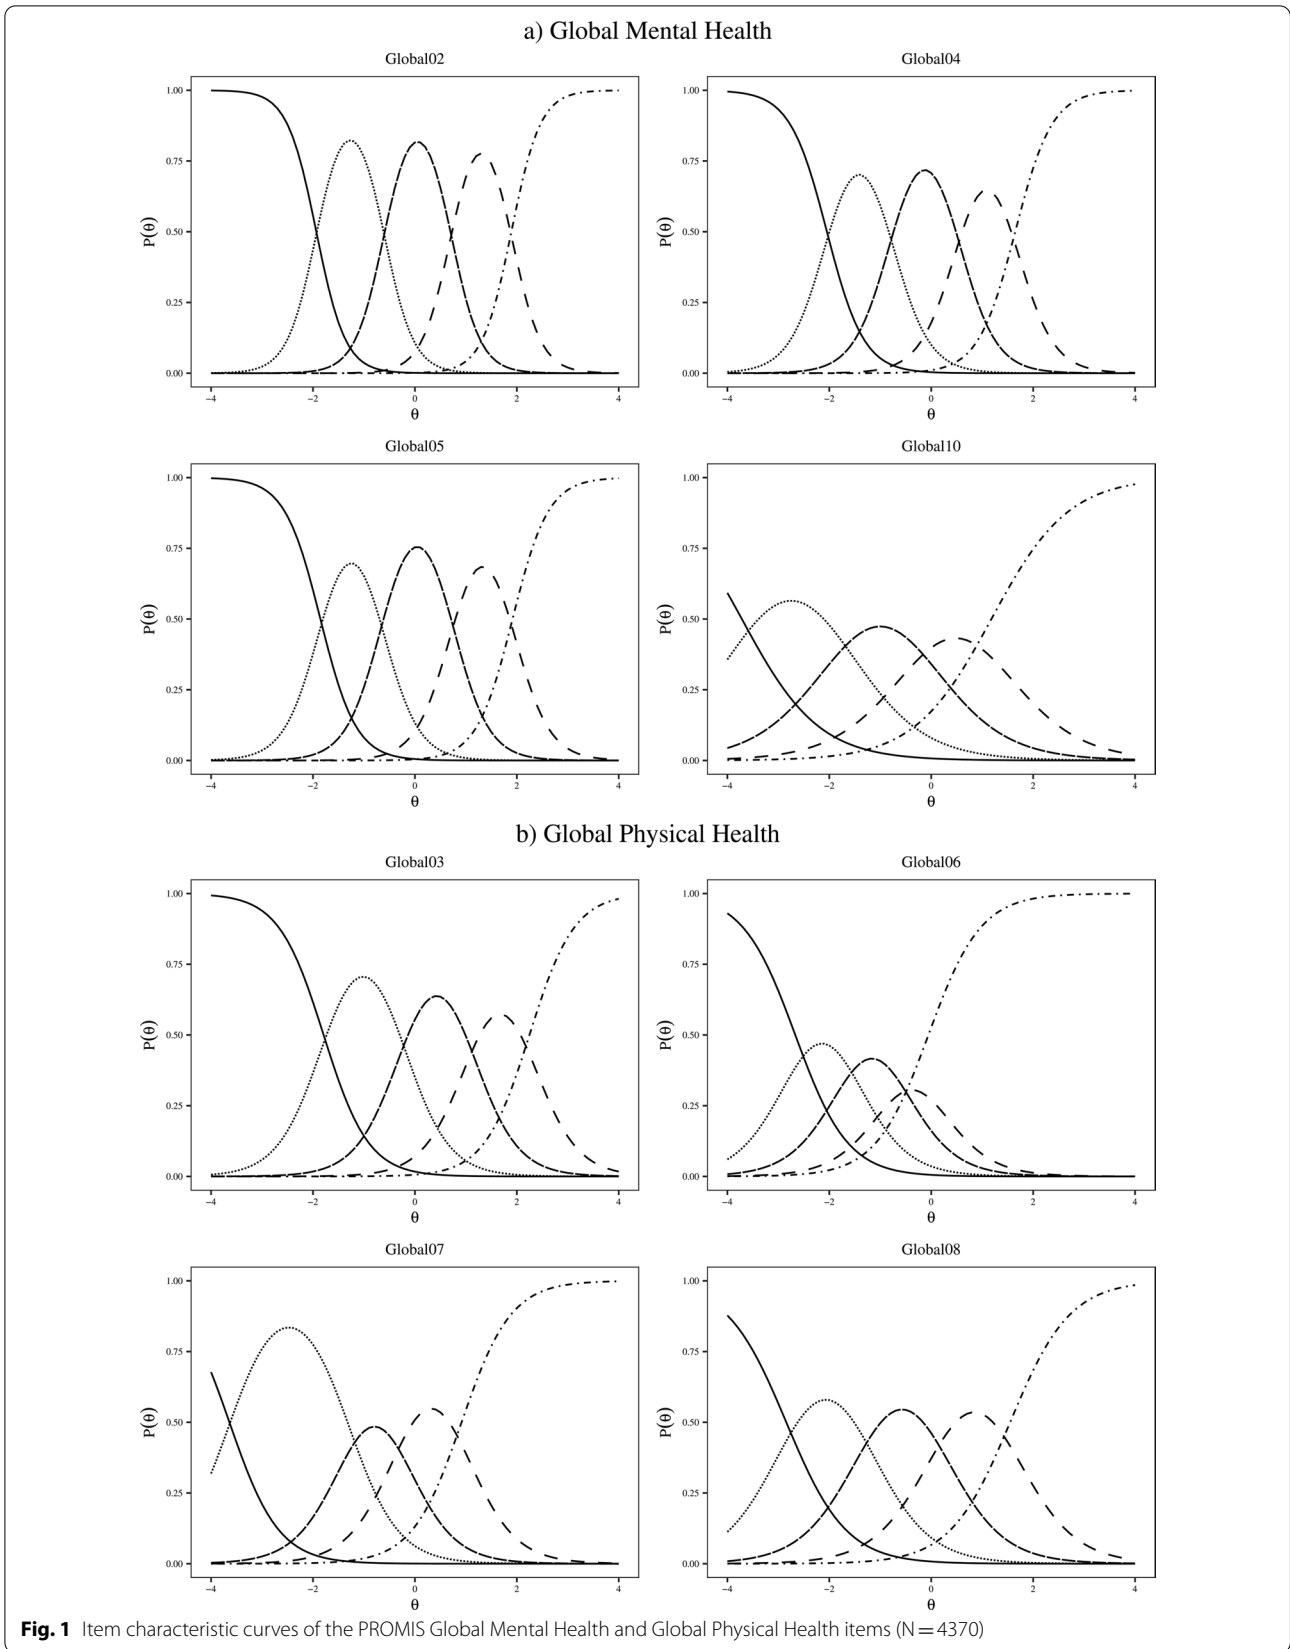 a) Global Mental Health
Global02
Global04
1.00
0.75
0.50
0.25
0.00
P(θ)
−4 −2 0 2 4
θ
1.00
0.75
0.50
0.25
0.00
P(θ)
−4 −2 0 2 4
θ
Global05
Global10
1.00
0.75
0.50
0.25
0.00
P(θ)
−4 −2 0 2 4
θ
1.00
0.75
0.50
0.25
0.00
P(θ)
−4 −2 0 2 4
θ
b) Global Physical Health
Global03
Global06
1.00
0.75
0.50
0.25
0.00
P(θ)
−4 −2 0 2 4
θ
1.00
0.75
0.50
0.25
0.00
P(θ)
−4 −2 0 2 4
θ
Global07
Global08
1.00
0.75
0.50
0.25
0.00
P(θ)
−4 −2 0 2 4
θ
1.00
0.75
0.50
0.25
0.00
P(θ)
−4 −2 0 2 4
θ
Fig. 1 Item characteristic curves of the PROMIS Global Mental Health and Global Physical Health items (N = 4370)